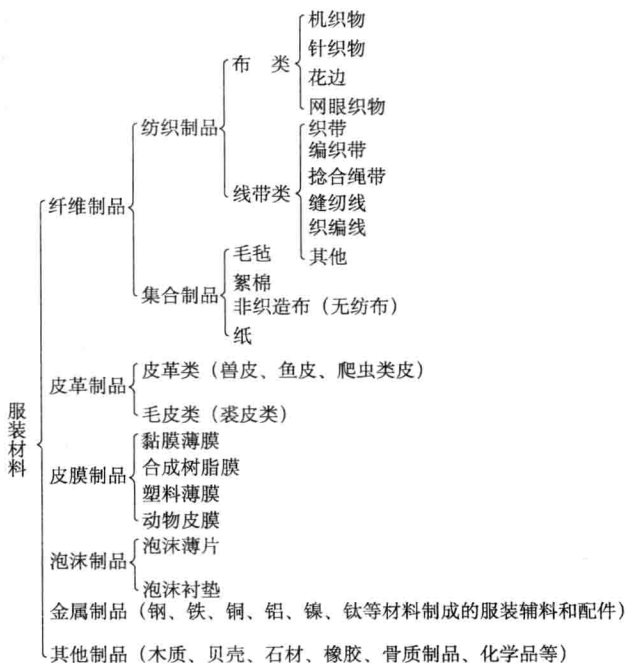 机织物
针织物
布 类
花边
网眼织物
纺织制品
织带
编织带
捻合绳带
线带类
缝纫线
织编线
纤维制品
其他
毛毡
絮棉
集合制品
非织造布（无纺布）
纸
皮革类（兽皮、鱼皮、爬虫类皮）
皮革制品
毛皮类（裘皮类）
服装材料
黏膜薄膜
合成树脂膜
皮膜制品
塑料薄膜
动物皮膜
泡沫薄片
泡沫制品
泡沫衬垫
金属制品（钢、铁、铜、铝、镍、钛等材料制成的服装辅料和配件）
其他制品（木质、贝壳、石材、橡胶、骨质制品、化学品等）